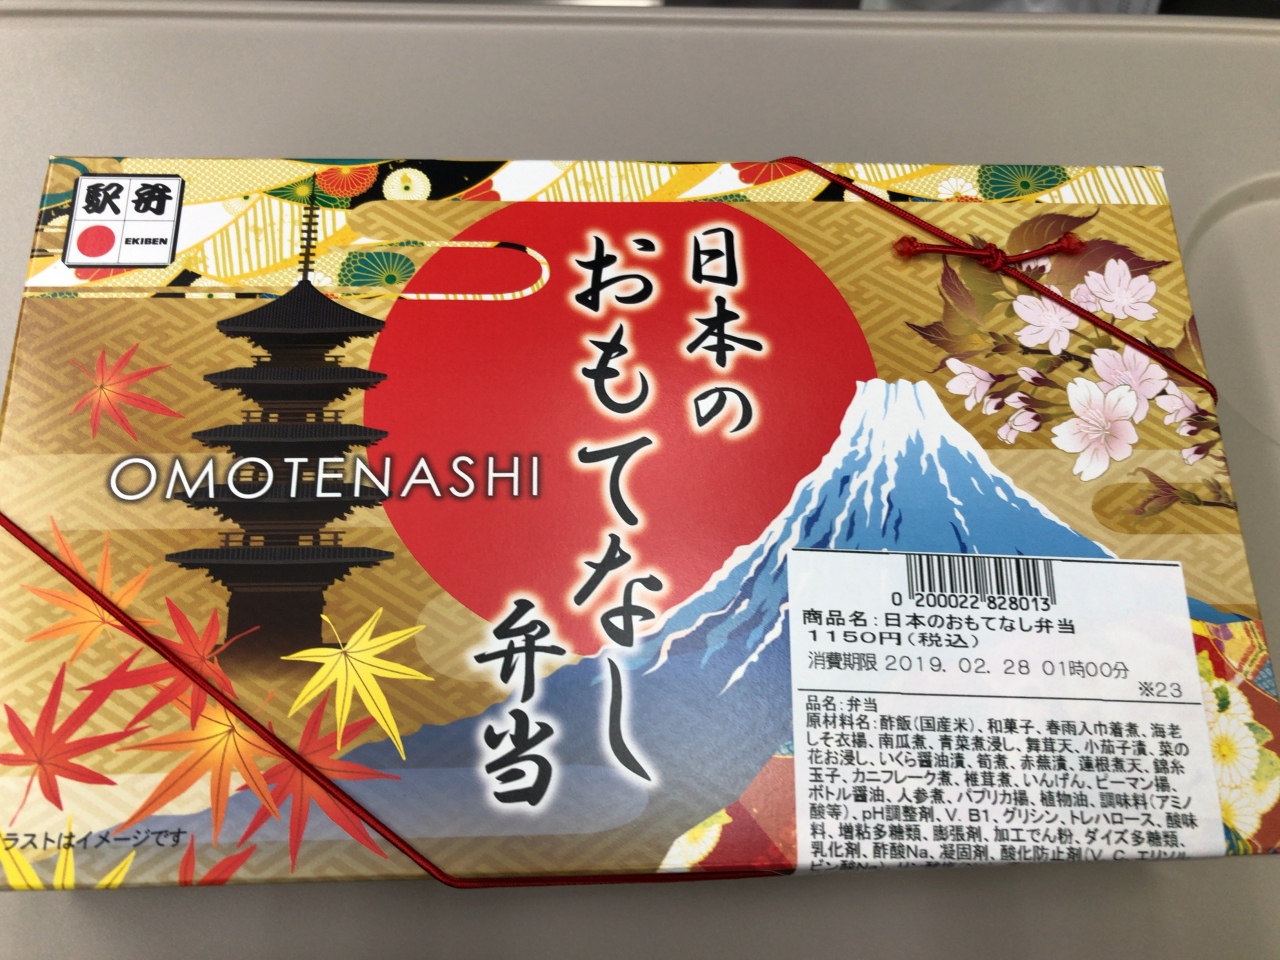 駅弁
EKIBEN
日本の
おもてなし
弁当
OMOTENASHI
ラストはイメージです
0 200022 828013
商品名:日本のおもてなし弁当
1150円(税込)
消費期限 2019. 02. 28 01時00分
※23
品名:弁当
原材料名:酢飯(国産米)、和菓子、春雨入巾着煮、海老
しそ衣揚、南瓜煮、青菜煮浸し、舞茸天、小茄子漬、菜の
花お浸し、いくら醤油漬、筍煮、赤蕪漬、蓮根煮天、錦糸
玉子、カニフレーク煮、椎茸煮、いんげん、ピーマン揚、
ボトル醤油、人参煮、パプリカ揚、植物油、調味料(アミノ
酸等)、pH調整剤、V. B1、グリシン、トレハロース、酸味
料、増粘多糖類、膨張剤、加工でん粉、ダイズ多糖類、
乳化剤、酢酸Na、凝固剤、酸化防止剤(V. C、エリソル
ビン酸Na)